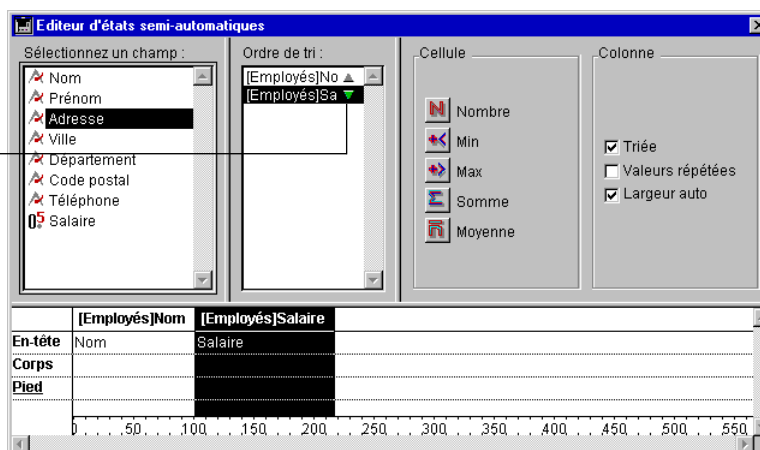 Editeur d'états semi-automatiques
Sélectionnez un champ :
Nom
Prénom
Adresse
Ville
Département
Code postal
Téléphone
05 Salaire
Ordre de tri :
[Employés]No
[Employés]Sa
Cellule
N Nombre
Min
Max
Σ Somme
n Moyenne
Colonne
Triée
Valeurs répétées
Largeur auto
[Employés]Nom [Employés]Salaire
En-tête Nom Salaire
Corps
Pied
0 50 100 150 200 250 300 350 400 450 500 550